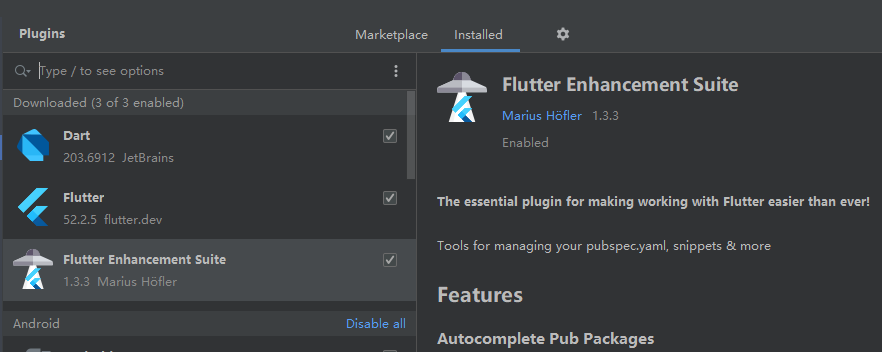 Plugins
Marketplace
Installed
Type / to see options
Downloaded (3 of 3 enabled)
Dart
203.6912 JetBrains
Flutter
52.2.5 flutter.dev
Flutter Enhancement Suite
1.3.3 Marius Höfler
Android Disable all
Flutter Enhancement Suite
Marius Höfler 1.3.3
Enabled
The essential plugin for making working with Flutter easier than ever!
Tools for managing your pubspec.yaml, snippets & more
Features
Autocomplete Pub Packages